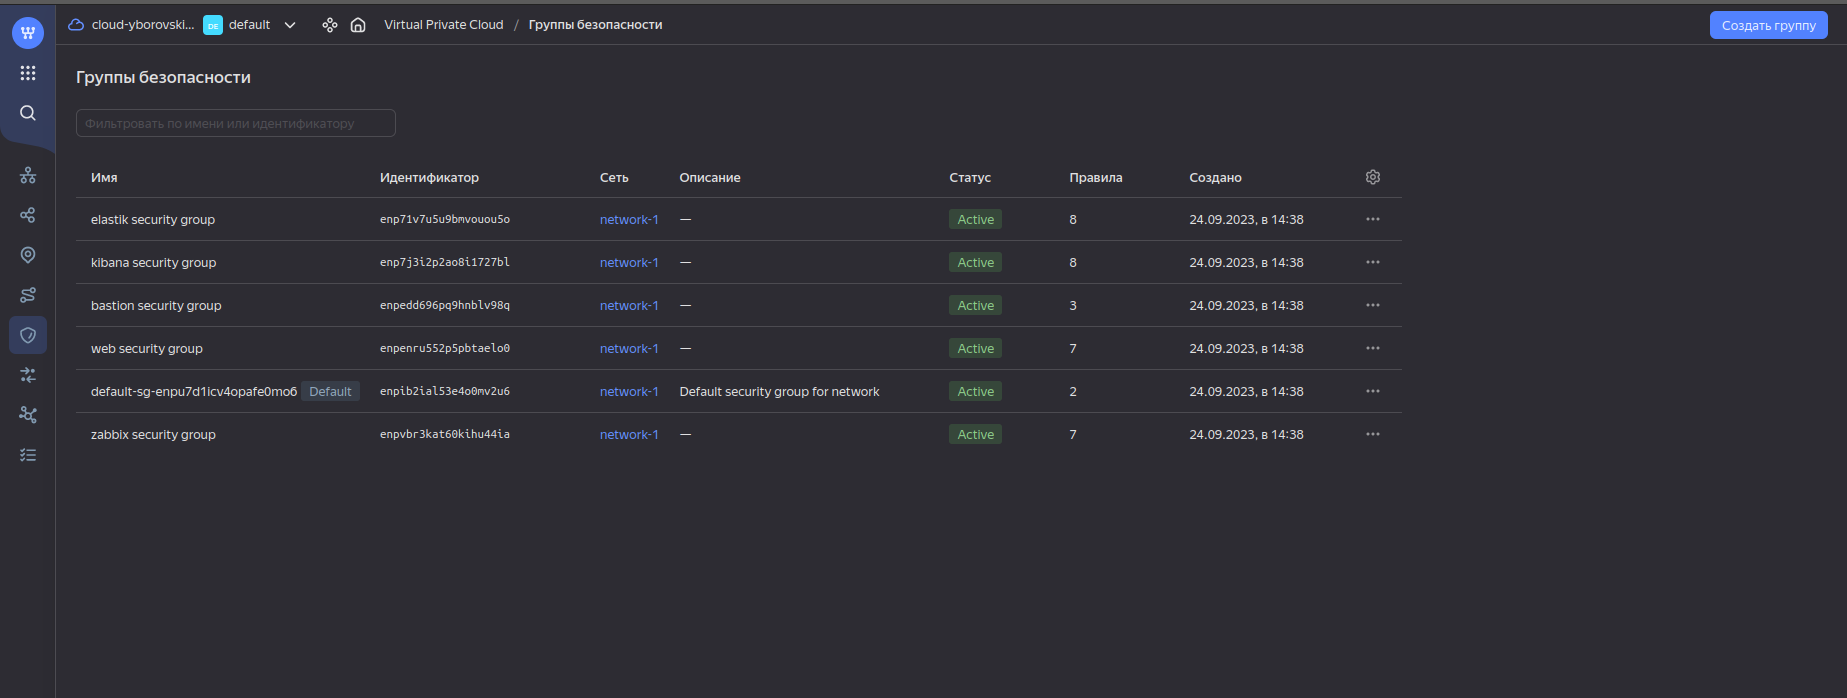 cloud-yborovski... DE default Virtual Private Cloud / Группы безопасности Создать группу
Группы безопасности
Фильтровать по имени или идентификатору
Имя Идентификатор Сеть Описание Статус Правила Создано
elastik security group enp71v7u5u9bmvouou5o network-1 — Active 8 24.09.2023, в 14:38
kibana security group enp7j3i2p2ao8i1727bl network-1 — Active 8 24.09.2023, в 14:38
bastion security group enpedd696pq9hnblv98q network-1 — Active 3 24.09.2023, в 14:38
web security group enpenru552p5pbtaelo0 network-1 — Active 7 24.09.2023, в 14:38
default-sg-enpu7d1icv4opafe0mo6 Default enpib2ial53e4o0mv2u6 network-1 Default security group for network Active 2 24.09.2023, в 14:38
zabbix security group enpvbr3kat60kihu44ia network-1 — Active 7 24.09.2023, в 14:38